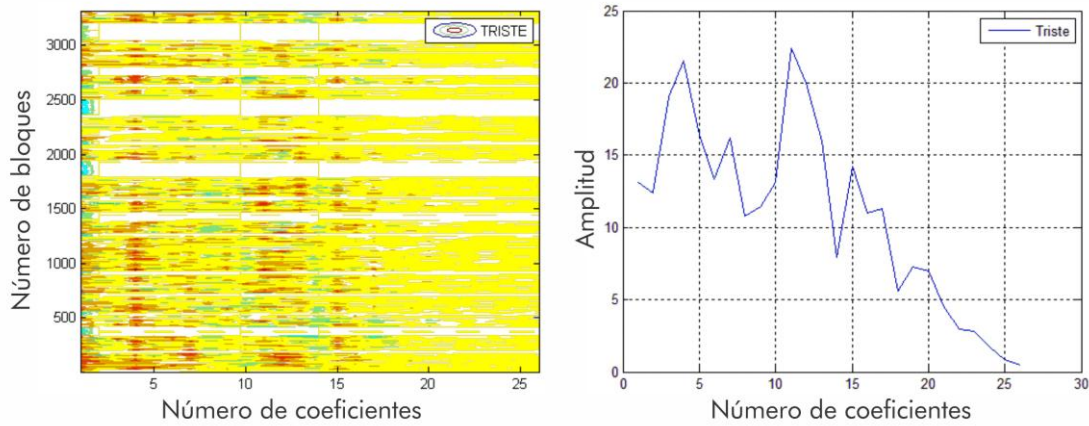 TRISTE
Número de bloques
3000
2500
2000
1500
1000
500
5 10 15 20 25
Número de coeficientes
Triste
Amplitud
25
20
15
10
5
0
0 5 10 15 20 25 30
Número de coeficientes